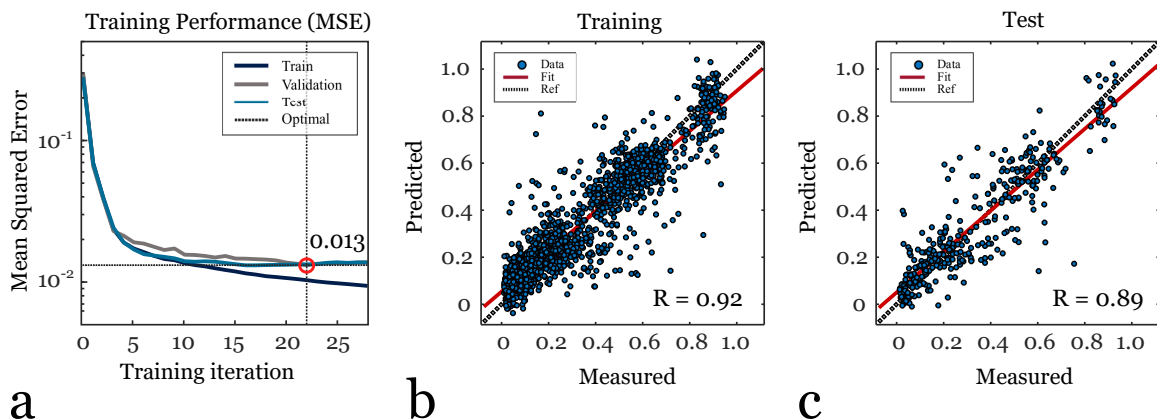 Training Performance (MSE)
Mean Squared Error
10⁻¹
10⁻²
Train
Validation
Test
Optimal
0.013
0 5 10 15 20 25
Training iteration
a
Training
Predicted
1.0
0.8
0.6
0.4
0.2
0
Data
Fit
Ref
R = 0.92
0 0.2 0.4 0.6 0.8 1.0
Measured
b
Test
Predicted
1.0
0.8
0.6
0.4
0.2
0
Data
Fit
Ref
R = 0.89
0 0.2 0.4 0.6 0.8 1.0
Measured
c